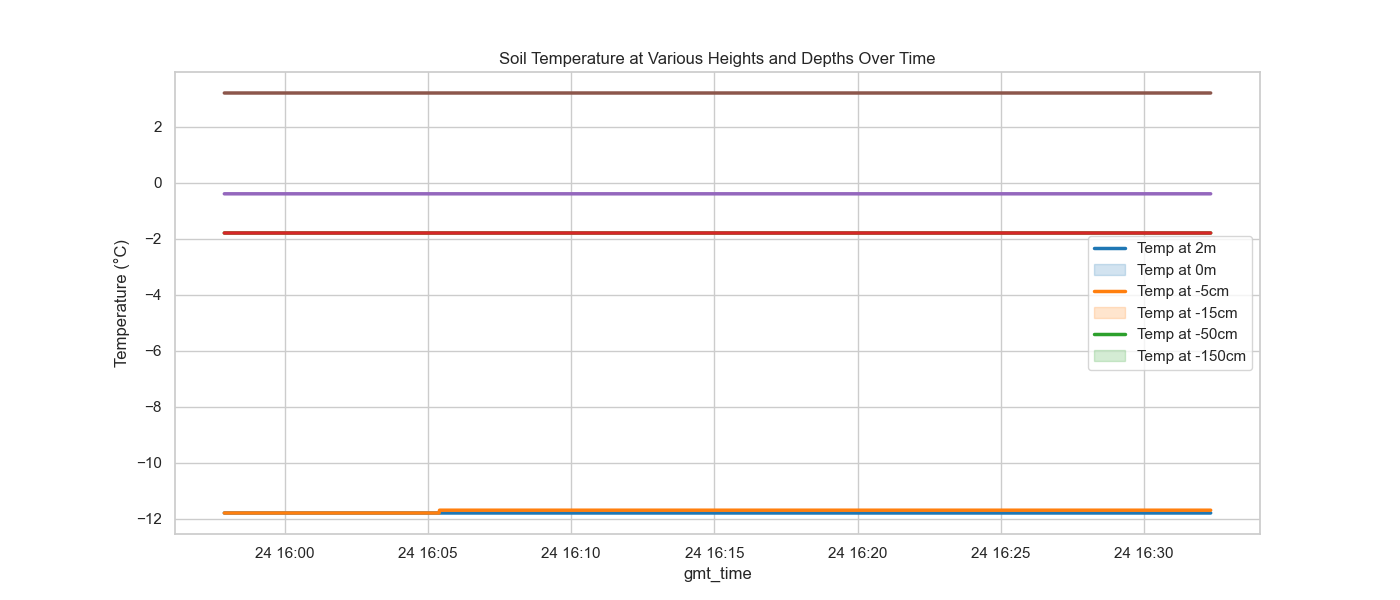 Soil Temperature at Various Heights and Depths Over Time
Temperature (°C)
2
0
−2
−4
−6
−8
−10
−12
Temp at 2m
Temp at 0m
Temp at -5cm
Temp at -15cm
Temp at -50cm
Temp at -150cm
24 16:00
24 16:05
24 16:10
24 16:15
24 16:20
24 16:25
24 16:30
gmt_time